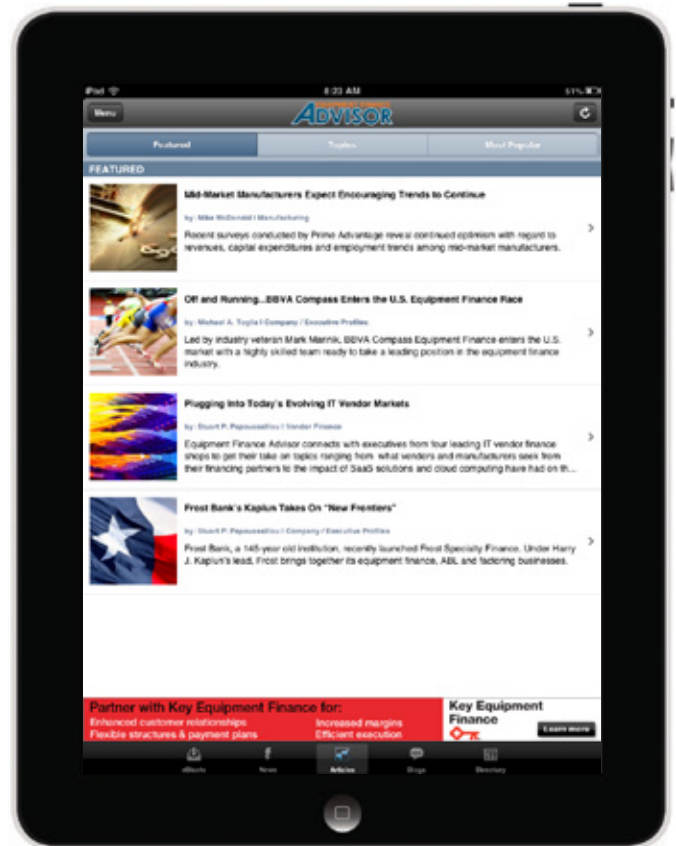 iPad 8:23 AM 51%
Menu EQUIPMENT FINANCE ADVISOR
Featured Topics Most Popular
FEATURED
Mid-Market Manufacturers Expect Encouraging Trends to Continue
by: Mike McDonald | Manufacturing
Recent surveys conducted by Prime Advantage reveal continued optimism with regard to
revenues, capital expenditures and employment trends among mid-market manufacturers.
Off and Running...BBVA Compass Enters the U.S. Equipment Finance Race
by: Michael A. Toglia | Company / Executive Profiles
Led by industry veteran Mark Marinik, BBVA Compass Equipment Finance enters the U.S.
market with a highly skilled team ready to take a leading position in the equipment finance
industry.
Plugging Into Today's Evolving IT Vendor Markets
by: Stuart P. Papavassiliou | Vendor Finance
Equipment Finance Advisor connects with executives from four leading IT vendor finance
shops to get their take on topics ranging from what vendors and manufacturers seek from
their financing partners to the impact of SaaS solutions and cloud computing have had on th...
Frost Bank's Kaplun Takes On "New Frontiers"
by: Stuart P. Papavassiliou | Company / Executive Profiles
Frost Bank, a 145-year old institution, recently launched Frost Specialty Finance. Under Harry
J. Kaplun's lead, Frost brings together its equipment finance, ABL and factoring businesses.
Partner with Key Equipment Finance for:
Enhanced customer relationships Increased margins
Flexible structures & payment plans Efficient execution
Key Equipment
Finance
Learn more
News Articles Blogs Directory